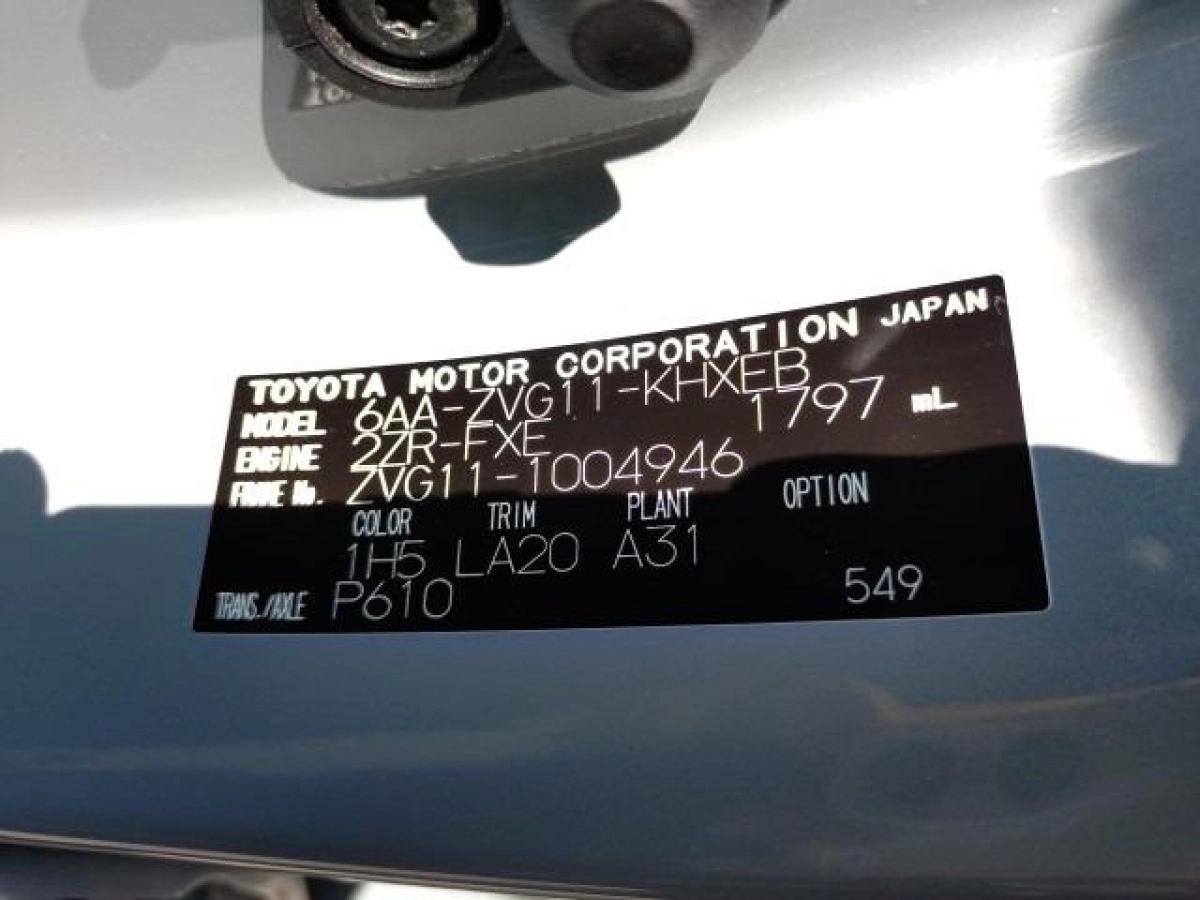 TOYOTA MOTOR CORPORATION JAPAN
MODEL 6AA-ZVG11-KHXEB
ENGINE 2ZR-FXE 1797 mL
FRAME No. ZVG11-1004946
COLOR TRIM PLANT OPTION
1H5 LA20 A31
TRANS./AXLE P610 549